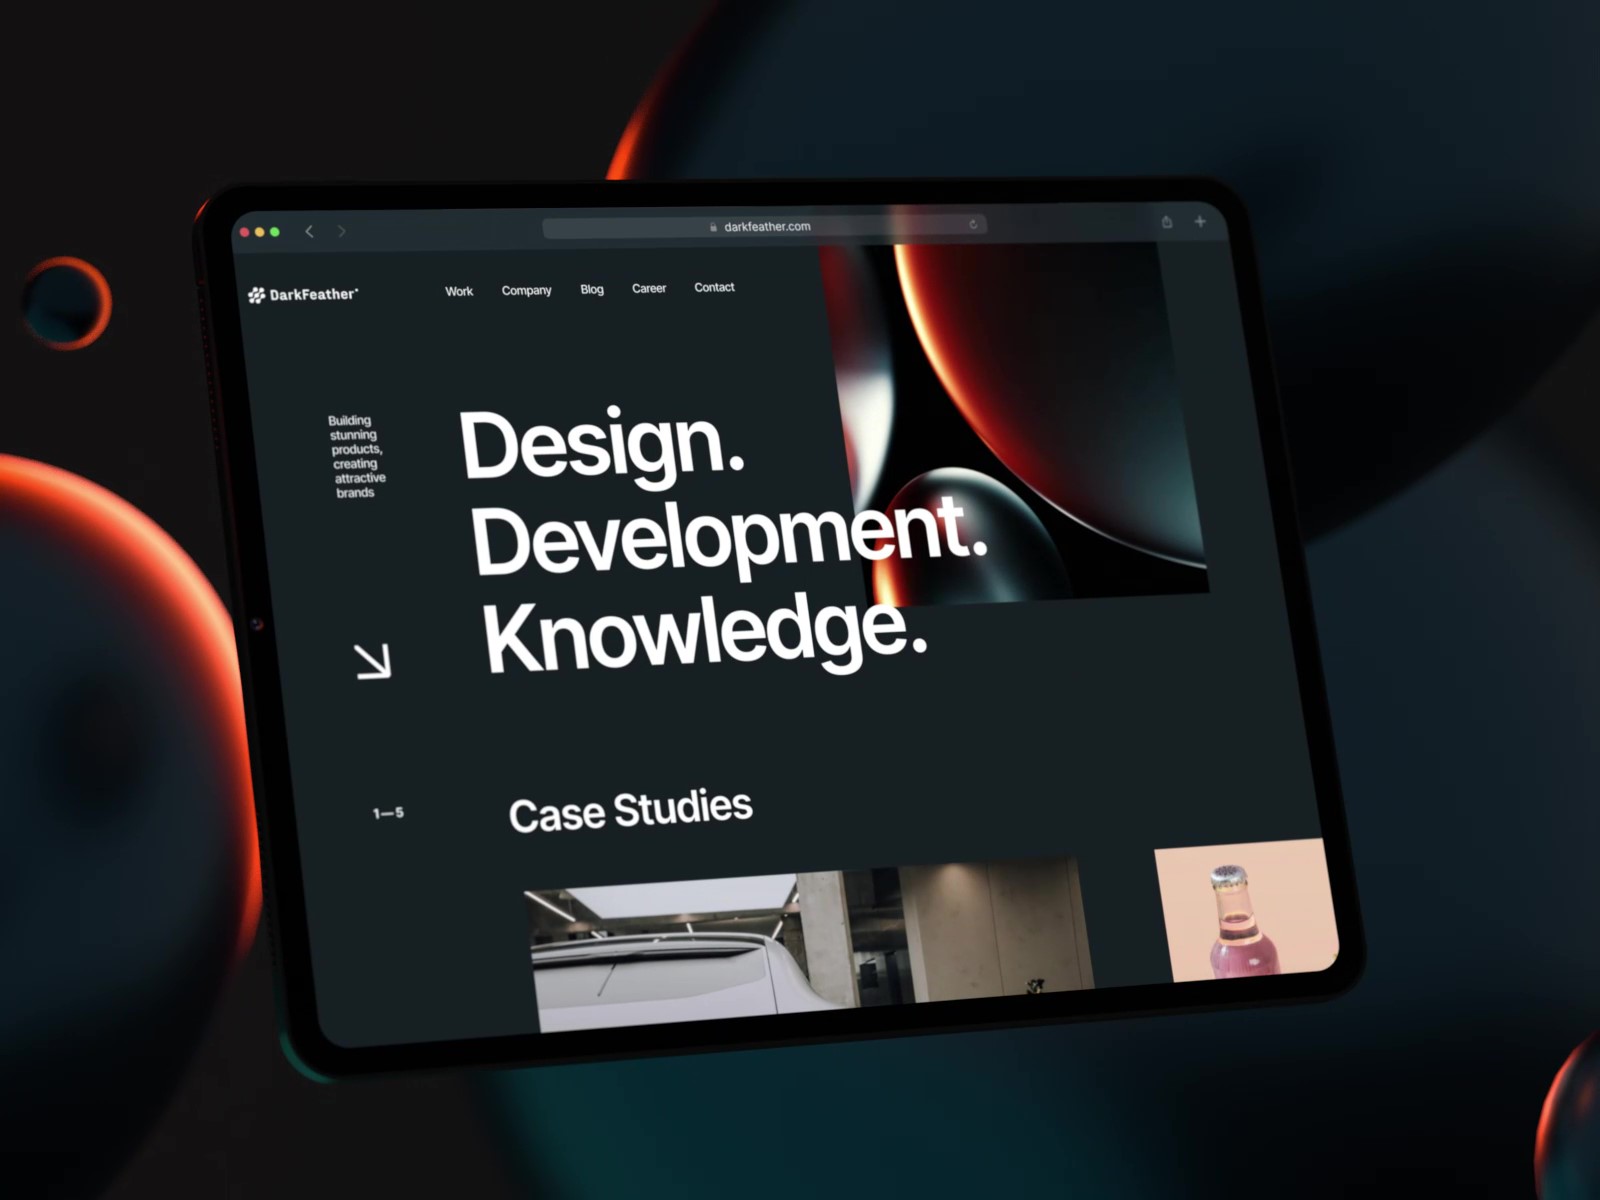 darkfeather.com
DarkFeather
Work Company Blog Career Contact
Building
stunning
products,
creating
attractive
brands
Design.
Development.
Knowledge.
1—5
Case Studies